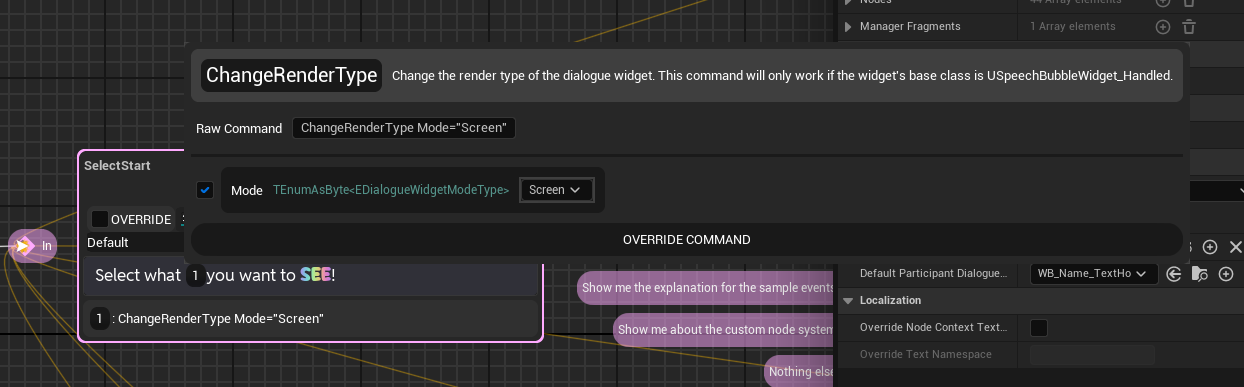 Nodes
44 Array elements
Manager Fragments
1 Array elements
ChangeRenderType
Change the render type of the dialogue widget. This command will only work if the widget's base class is USpeechBubbleWidget_Handled.
Raw Command
ChangeRenderType Mode="Screen"
SelectStart
Mode
TEnumAsByte<EDialogueWidgetModeType>
Screen
OVERRIDE
Default
OVERRIDE COMMAND
In
Select what 1 you want to SEE!
1 : ChangeRenderType Mode="Screen"
Show me the explanation for the sample events
Show me about the custom node system
Nothing else
Default Participant Dialogue...
WB_Name_TextHo
Localization
Override Node Context Text...
Override Text Namespace